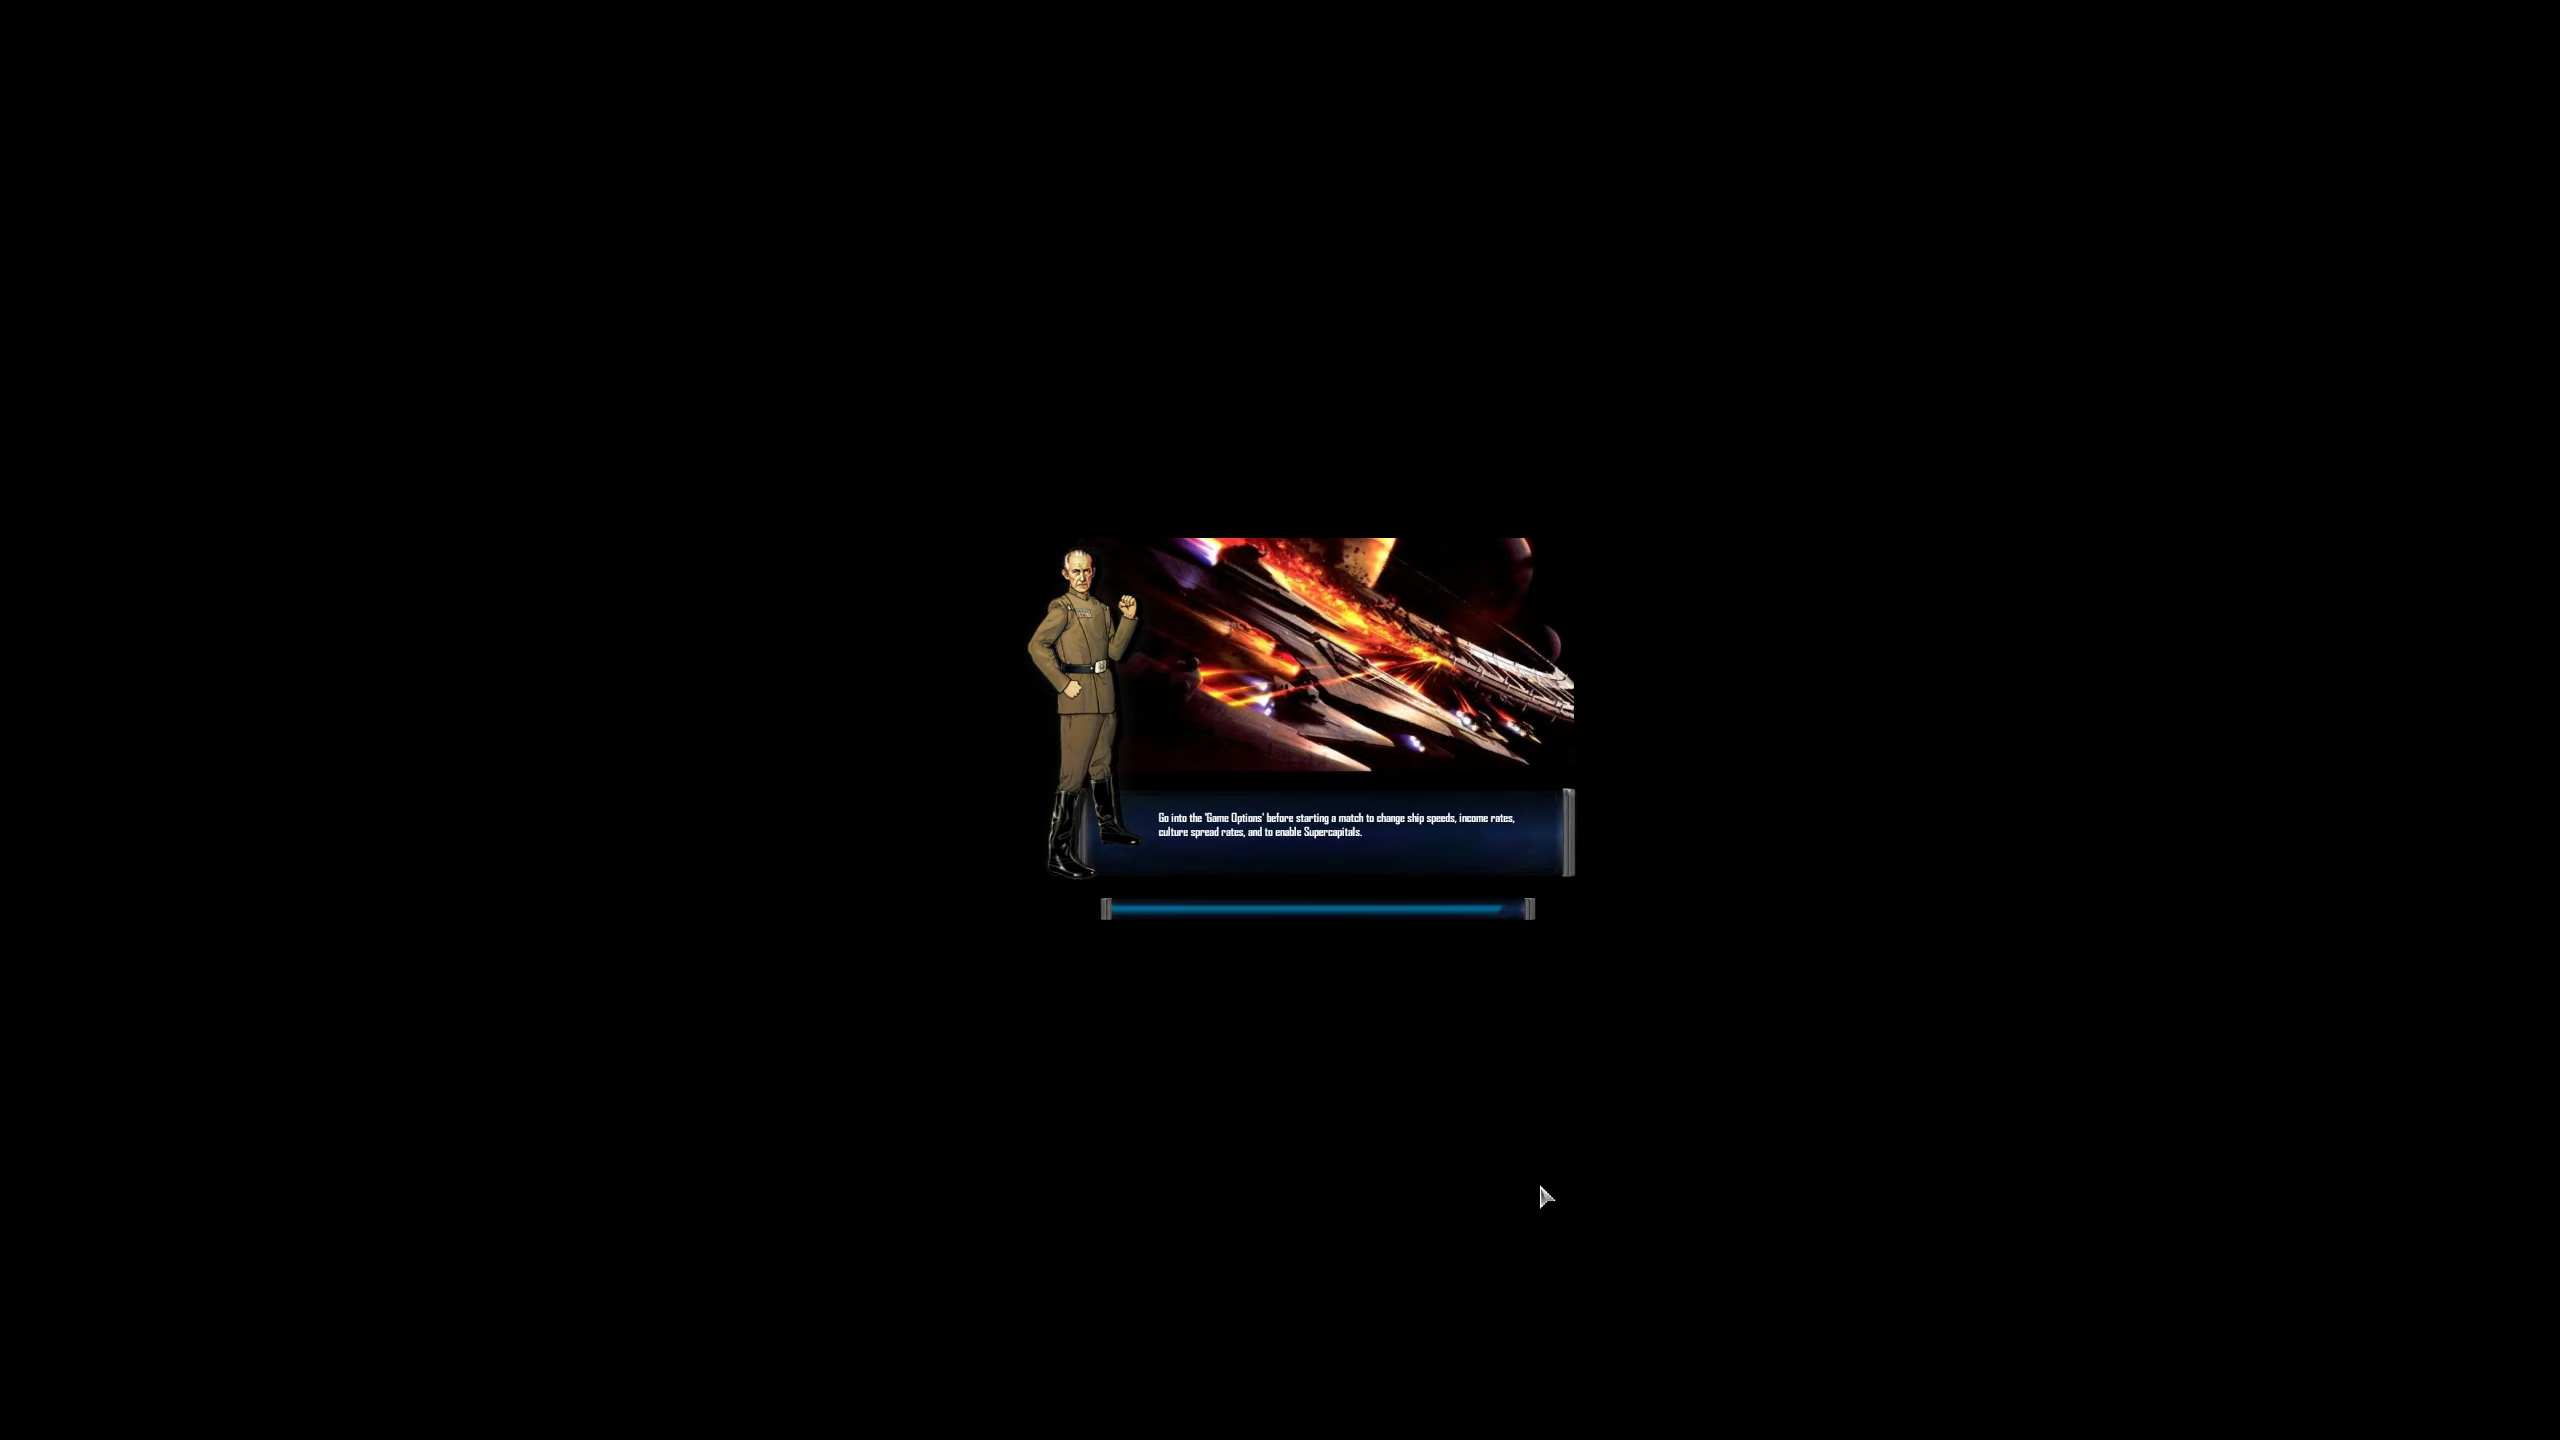 Go into the 'Game Options' before starting a match to change ship speeds, income rates,
culture spread rates, and to enable Supercapitals.